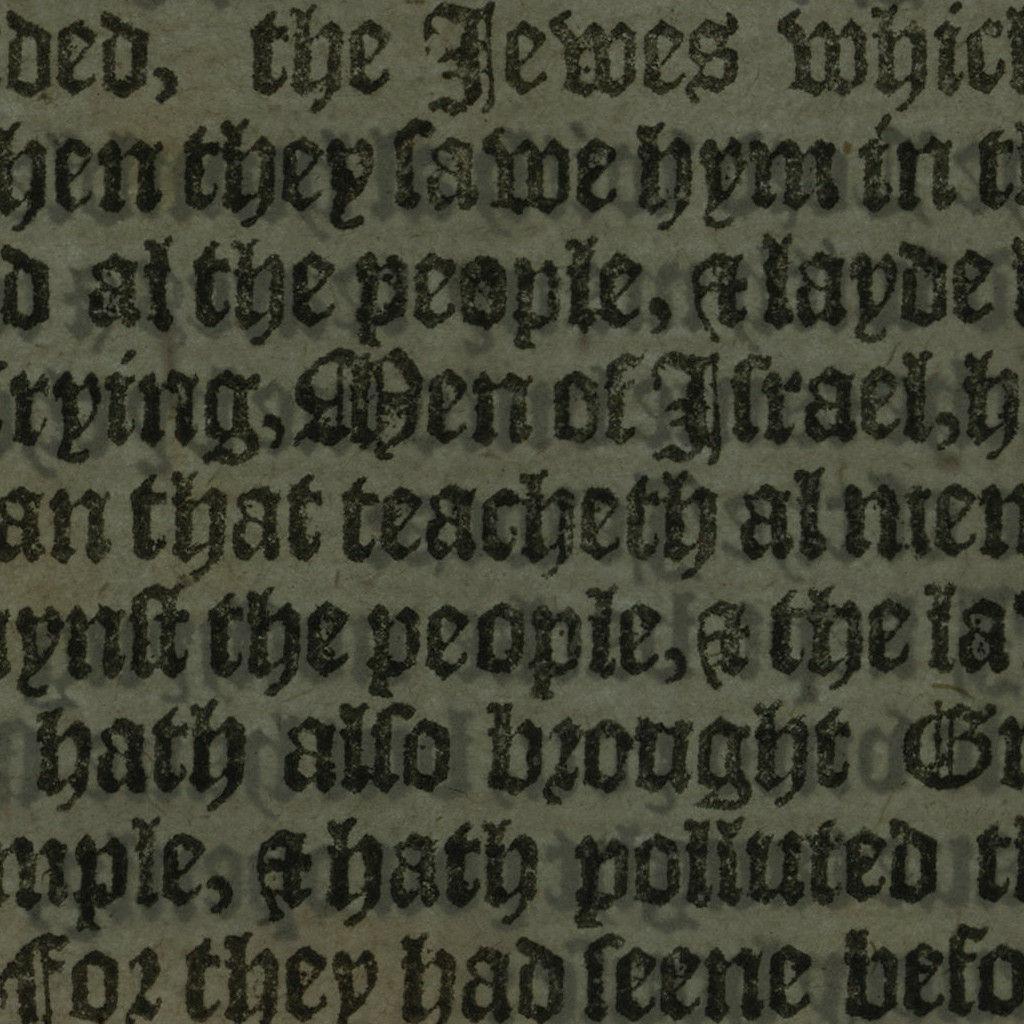 ded, the Jewes which
hen they ſawe hym in th
d al the people, & layde h
rying, Men of Iſrael, h
an that teacheth al men
aynſt the people, & the la
hath alſo brought Gr
mple, & hath polluted th
For they had ſeene befo